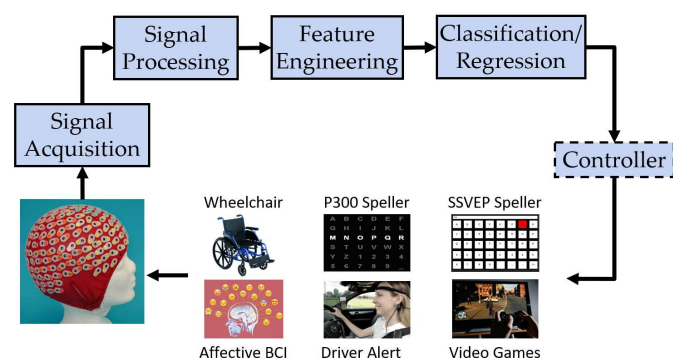 Signal
Processing
Feature
Engineering
Classification/
Regression
Signal
Acquisition
Controller
Wheelchair
P300 Speller
SSVEP Speller
A B C D E F
G H I J K L
M N O P Q R
S T U V W X
Y Z 1 2 3 4
5 6 7 8 9
Affective BCI
Driver Alert
Video Games